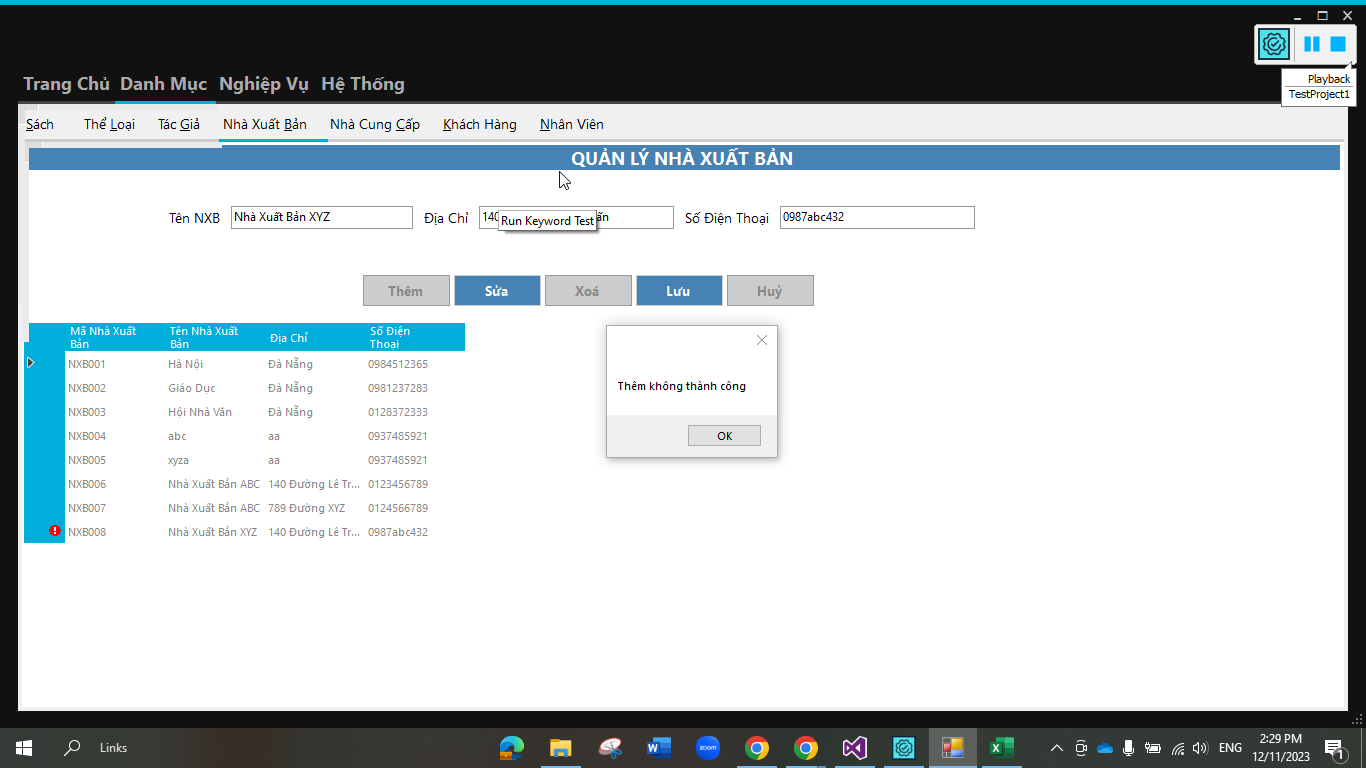 Playback
TestProject1
Trang Chủ Danh Mục Nghiệp Vụ Hệ Thống
Sách Thể Loại Tác Giả Nhà Xuất Bản Nhà Cung Cấp Khách Hàng Nhân Viên
QUẢN LÝ NHÀ XUẤT BẢN
Tên NXB Nhà Xuất Bản XYZ Địa Chỉ 140 Số Điện Thoại 0987abc432
Run Keyword Test
Thêm Sửa Xoá Lưu Huỷ
Mã Nhà Xuất Bản Tên Nhà Xuất Bản Địa Chỉ Số Điện Thoại
NXB001 Hà Nội Đà Nẵng 0984512365
NXB002 Giáo Dục Đà Nẵng 0981237283
NXB003 Hội Nhà Văn Đà Nẵng 0128372333
NXB004 abc aa 0937485921
NXB005 xyza aa 0937485921
NXB006 Nhà Xuất Bản ABC 140 Đường Lê Tr... 0123456789
NXB007 Nhà Xuất Bản ABC 789 Đường XYZ 0124566789
NXB008 Nhà Xuất Bản XYZ 140 Đường Lê Tr... 0987abc432
Thêm không thành công
OK
Links
zoom
ENG
2:29 PM
12/11/2023
1